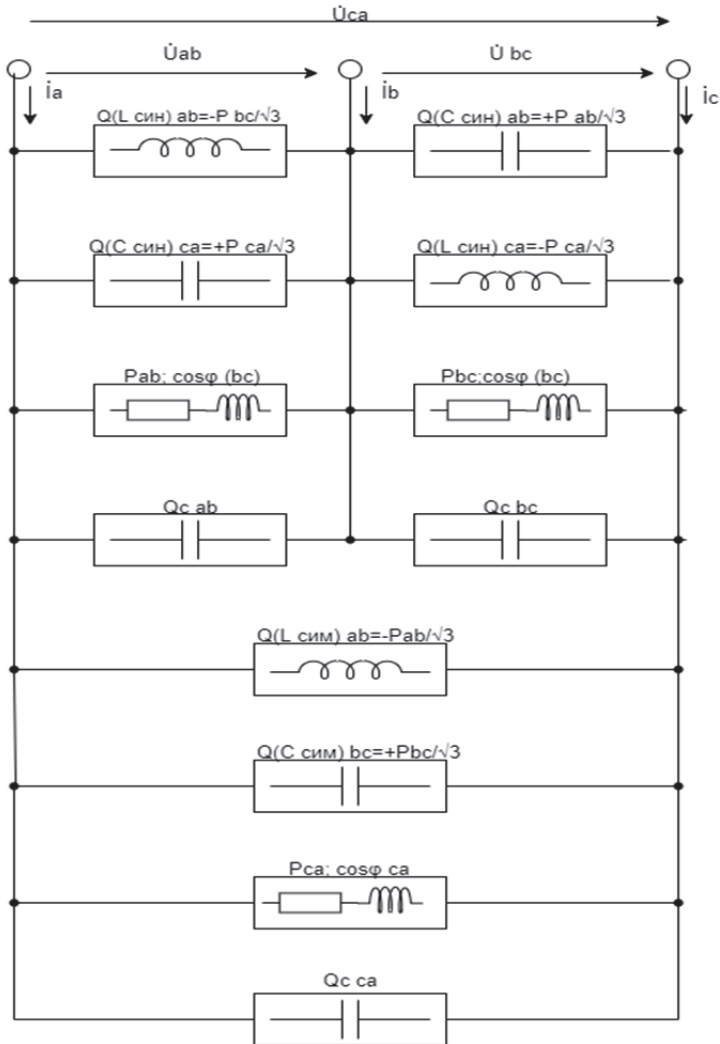 U̇ca
U̇ab U̇ bc
İa İb İc
Q(L син) ab=-P bc/√3 Q(C син) ab=+P ab/√3
Q(C син) ca=+P ca/√3 Q(L син) ca=-P ca/√3
Pab; cosφ (bc) Pbc;cosφ (bc)
Qc ab Qc bc
Q(L сим) ab=-Pab/√3
Q(C сим) bc=+Pbc/√3
Pca; cosφ ca
Qc ca